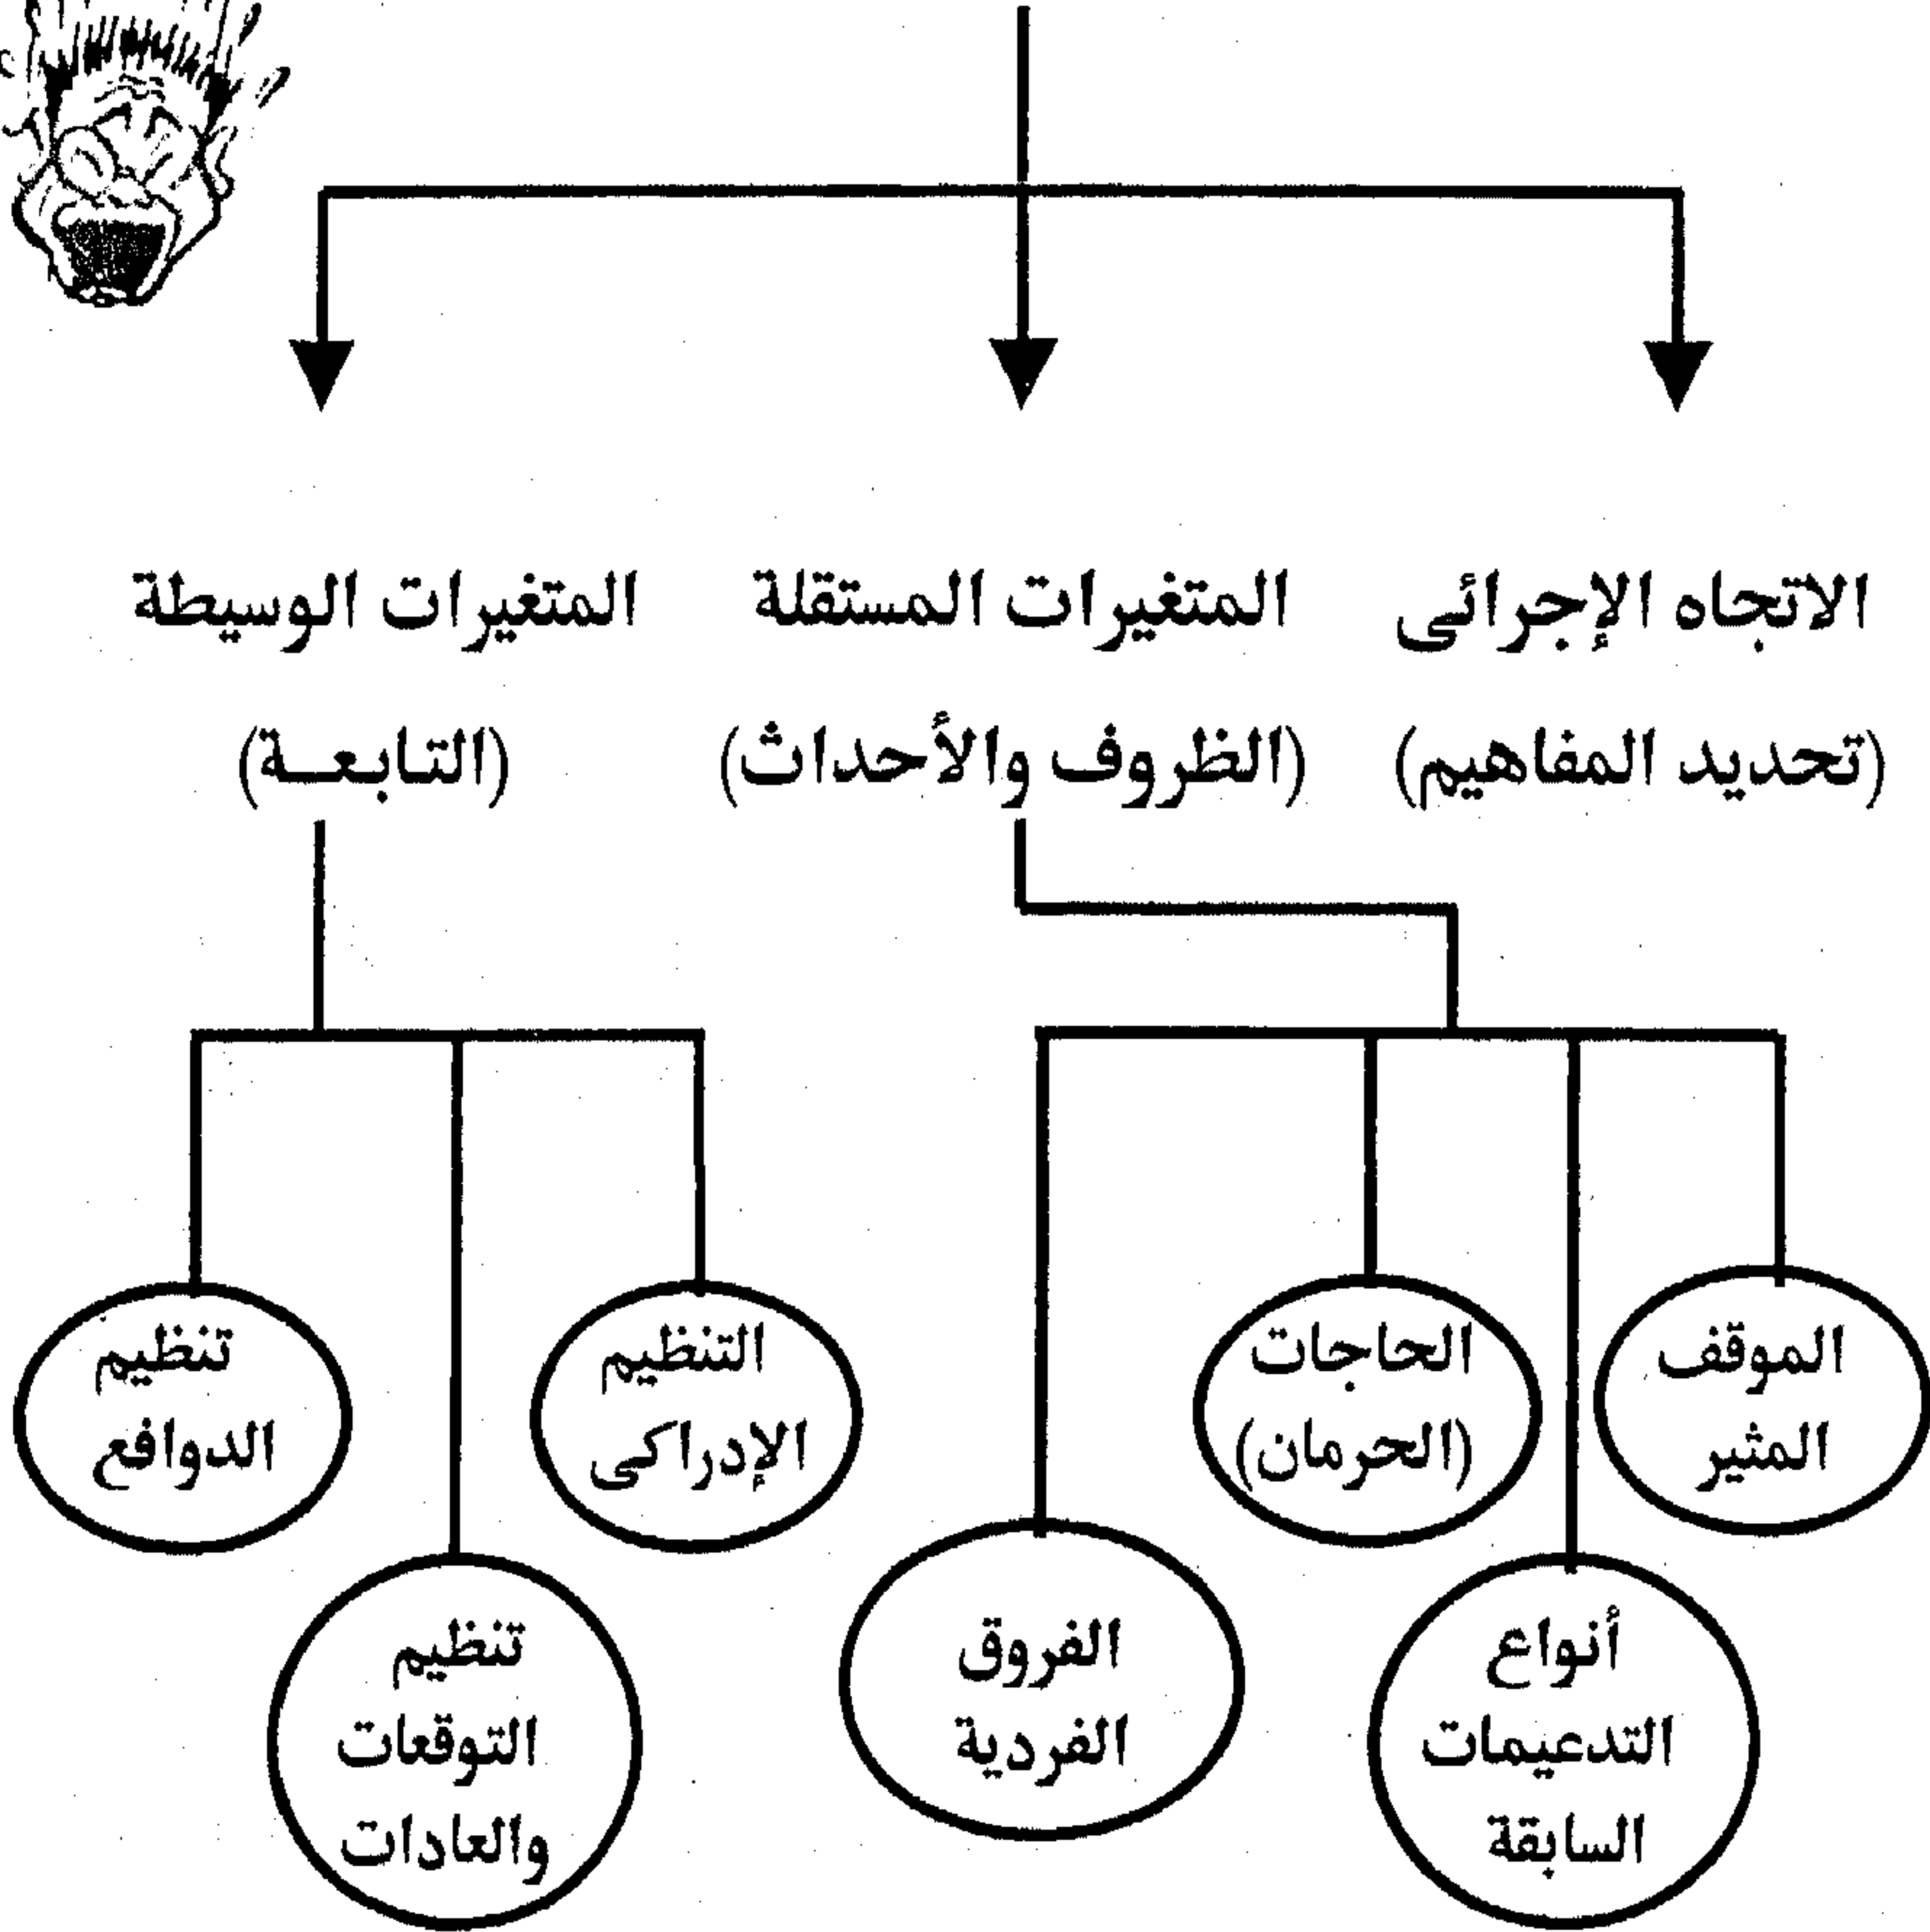 الاتجاه الإجرائى
(تحديد المفاهيم)
المتغيرات المستقلة
(الظروف والأحداث)
المتغيرات الوسيطة
(التابعــة)
الموقف
المثير
أنواع
التدعيمات
السابقة
الحاجات
(الحرمان)
الفروق
الفردية
التنظيم
الإدراكى
تنظيم
التوقعات
والعادات
تنظيم
الدوافع